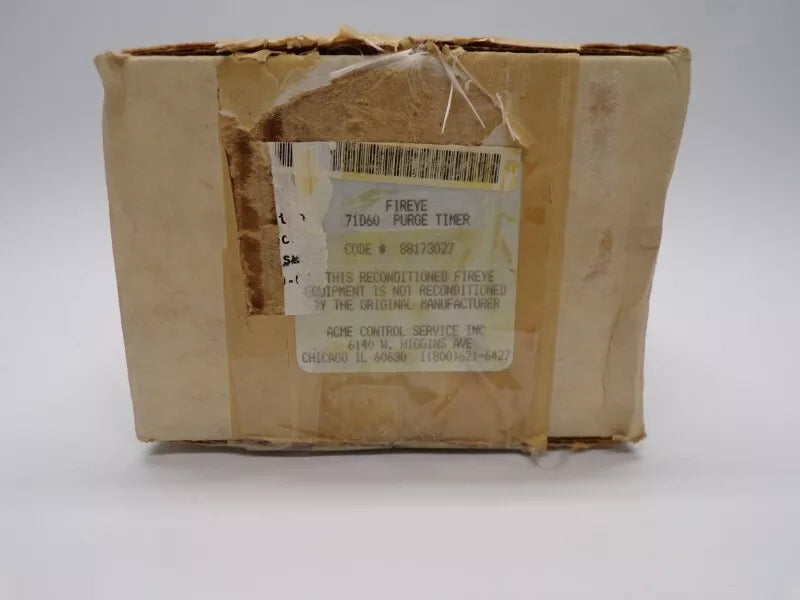 FIREYE
71D60 PURGE TIMER
CODE # 88173027
THIS RECONDITIONED FIREYE
EQUIPMENT IS NOT RECONDITIONED
BY THE ORIGINAL MANUFACTURER
ACME CONTROL SERVICE INC
6140 W. HIGGINS AVE
CHICAGO IL 60630 1(800)621-6427